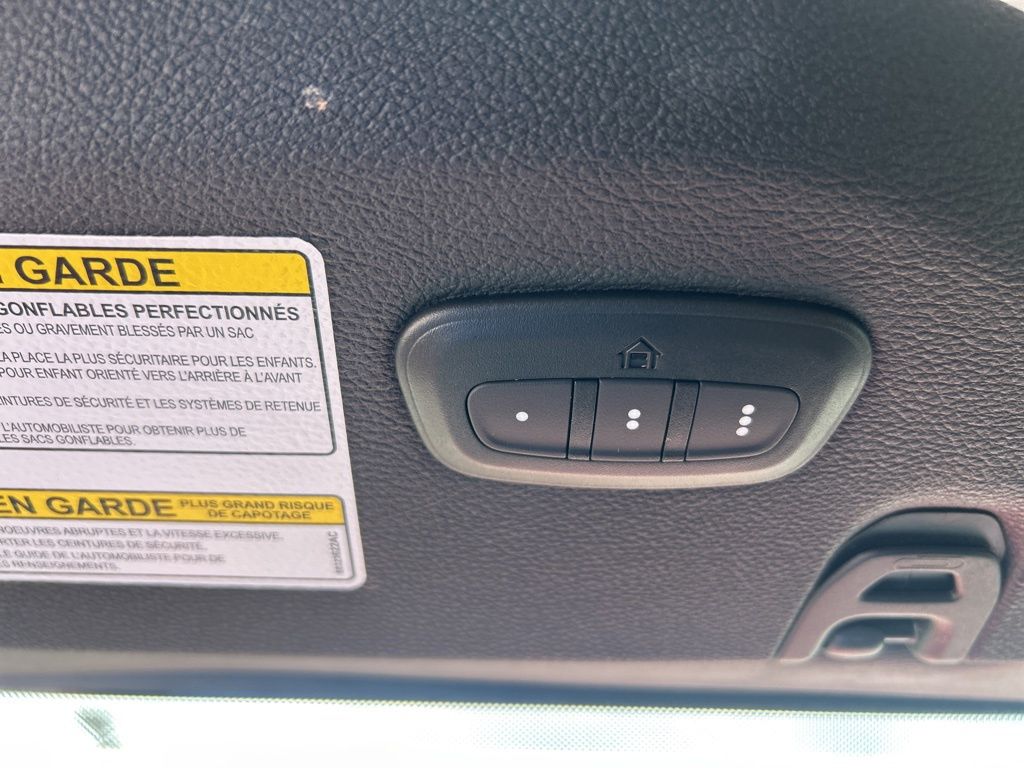 GARDE
GONFLABLES PERFECTIONNÉS
ES OU GRAVEMENT BLESSÉS PAR UN SAC
LA PLACE LA PLUS SÉCURITAIRE POUR LES ENFANTS.
POUR ENFANT ORIENTÉ VERS L'ARRIÈRE À L'AVANT
EINTURES DE SÉCURITÉ ET LES SYSTÈMES DE RETENUE
L'AUTOMOBILISTE POUR OBTENIR PLUS DE
LES SACS GONFLABLES.
EN GARDE PLUS GRAND RISQUE
DE CAPOTAGE
NOEUVRES ABRUPTES ET LA VITESSE EXCESSIVE.
RTER LES CEINTURES DE SÉCURITÉ.
LE GUIDE DE L'AUTOMOBILISTE POUR DE
ES RENSEIGNEMENTS.